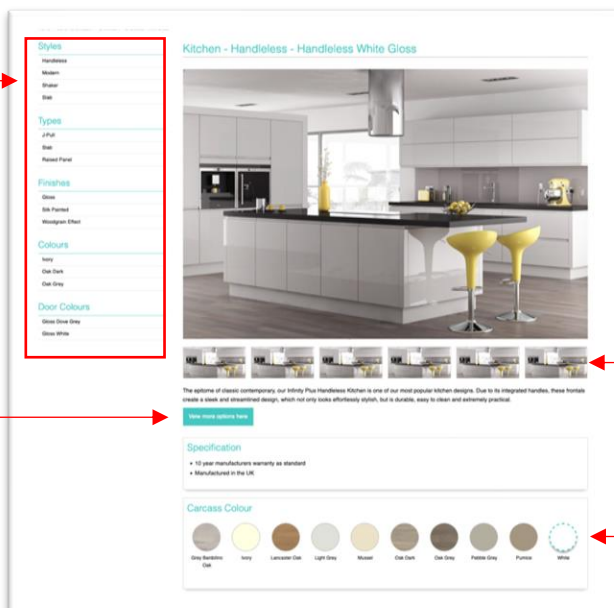 Styles
Handleless
Modern
Shaker
Slab
Types
J-Pull
Slab
Raised Panel
Finishes
Gloss
Silk Painted
Woodgrain Effect
Colours
Ivory
Oak Dark
Oak Grey
Door Colours
Gloss Dove Grey
Gloss White
Kitchen - Handleless - Handleless White Gloss
The epitome of classic contemporary, our Infinity Plus Handleless Kitchen is one of our most popular kitchen designs. Due to its integrated handles, these frontals
create a sleek and streamlined design, which not only looks effortlessly stylish, but is durable, easy to clean and extremely practical.
View more options here
Specification
• 10 year manufacturers warranty as standard
• Manufactured in the UK
Carcass Colour
Grey Bardolino Oak
Ivory
Lancaster Oak
Light Grey
Mussel
Oak Dark
Oak Grey
Pebble Grey
Pumice
White